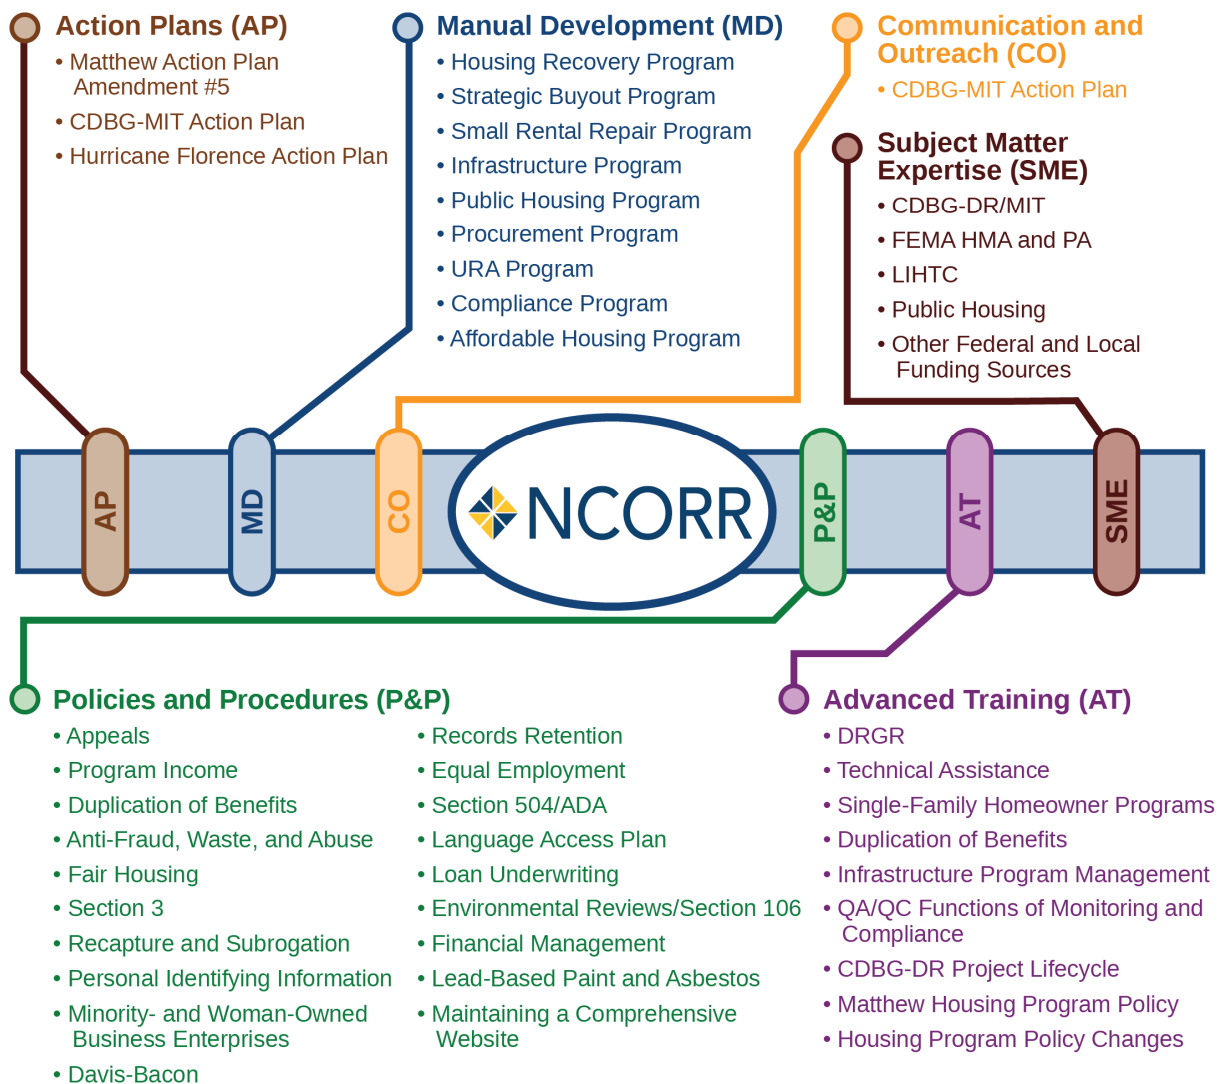 Action Plans (AP)
• Matthew Action Plan
Amendment #5
• CDBG-MIT Action Plan
• Hurricane Florence Action Plan
Manual Development (MD)
• Housing Recovery Program
• Strategic Buyout Program
• Small Rental Repair Program
• Infrastructure Program
• Public Housing Program
• Procurement Program
• URA Program
• Compliance Program
• Affordable Housing Program
Communication and
Outreach (CO)
• CDBG-MIT Action Plan
Subject Matter
Expertise (SME)
• CDBG-DR/MIT
• FEMA HMA and PA
• LIHTC
• Public Housing
• Other Federal and Local
Funding Sources
AP
MD
CO
NCORR
P&P
AT
SME
Policies and Procedures (P&P)
• Appeals
• Program Income
• Duplication of Benefits
• Anti-Fraud, Waste, and Abuse
• Fair Housing
• Section 3
• Recapture and Subrogation
• Personal Identifying Information
• Minority- and Woman-Owned
Business Enterprises
• Davis-Bacon
• Records Retention
• Equal Employment
• Section 504/ADA
• Language Access Plan
• Loan Underwriting
• Environmental Reviews/Section 106
• Financial Management
• Lead-Based Paint and Asbestos
• Maintaining a Comprehensive
Website
Advanced Training (AT)
• DRGR
• Technical Assistance
• Single-Family Homeowner Programs
• Duplication of Benefits
• Infrastructure Program Management
• QA/QC Functions of Monitoring and
Compliance
• CDBG-DR Project Lifecycle
• Matthew Housing Program Policy
• Housing Program Policy Changes